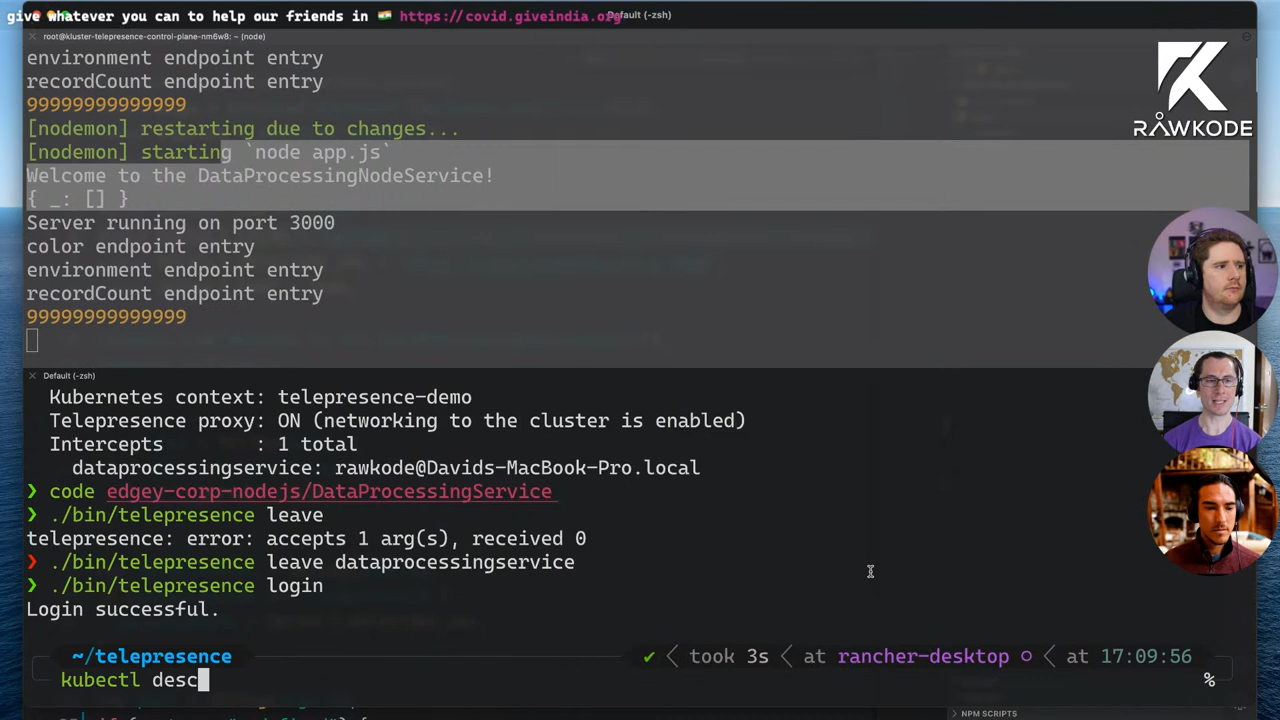 give whatever you can to help our friends in 🇮🇳 https://covid.giveindia.org
Default (-zsh)
root@kluster-telepresence-control-plane-nm6w8: ~ (node)
environment endpoint entry
recordCount endpoint entry
99999999999999
[nodemon] restarting due to changes...
[nodemon] starting `node app.js`
Welcome to the DataProcessingNodeService!
{ _: [] }
Server running on port 3000
color endpoint entry
environment endpoint entry
recordCount endpoint entry
99999999999999
RAWKODE
Default (-zsh)
Kubernetes context: telepresence-demo
Telepresence proxy: ON (networking to the cluster is enabled)
Intercepts : 1 total
dataprocessingservice: rawkode@Davids-MacBook-Pro.local
❯ code edgey-corp-nodejs/DataProcessingService
❯ ./bin/telepresence leave
telepresence: error: accepts 1 arg(s), received 0
❯ ./bin/telepresence leave dataprocessingservice
❯ ./bin/telepresence login
Login successful.
~/telepresence ✔ took 3s at rancher-desktop at 17:09:56
kubectl desc %
NPM SCRIPTS